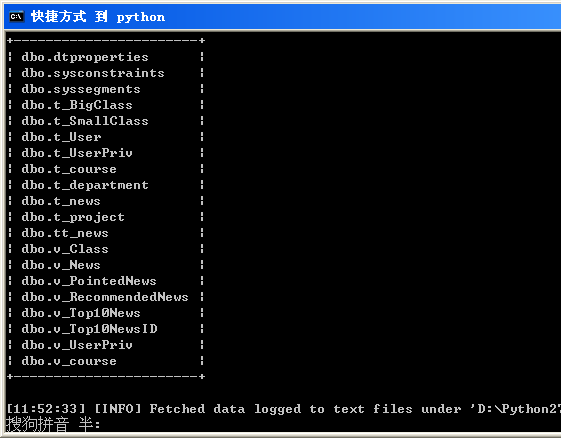 快捷方式 到 python
+-----------------------+
¦ dbo.dtproperties ¦
¦ dbo.sysconstraints ¦
¦ dbo.syssegments ¦
¦ dbo.t_BigClass ¦
¦ dbo.t_SmallClass ¦
¦ dbo.t_User ¦
¦ dbo.t_UserPriv ¦
¦ dbo.t_course ¦
¦ dbo.t_department ¦
¦ dbo.t_news ¦
¦ dbo.t_project ¦
¦ dbo.tt_news ¦
¦ dbo.v_Class ¦
¦ dbo.v_News ¦
¦ dbo.v_PointedNews ¦
¦ dbo.v_RecommendedNews ¦
¦ dbo.v_Top10News ¦
¦ dbo.v_Top10NewsID ¦
¦ dbo.v_UserPriv ¦
¦ dbo.v_course ¦
+-----------------------+
[11:52:33] [INFO] Fetched data logged to text files under 'D:\Python27
搜狗拼音 半: